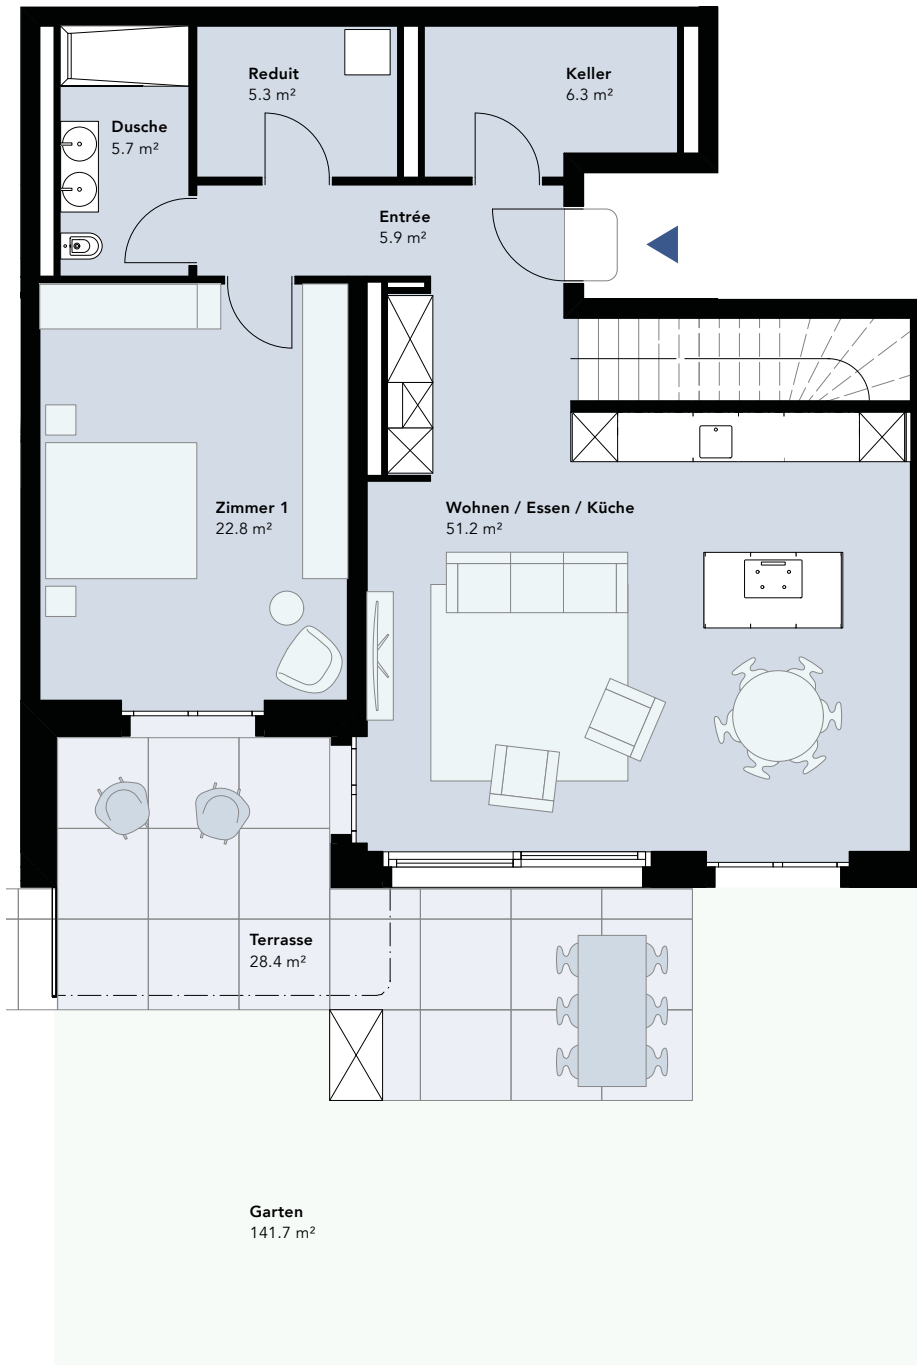 Reduit
5.3 m²
Keller
6.3 m²
Dusche
5.7 m²
Entrée
5.9 m²
Zimmer 1
22.8 m²
Wohnen / Essen / Küche
51.2 m²
Terrasse
28.4 m²
Garten
141.7 m²